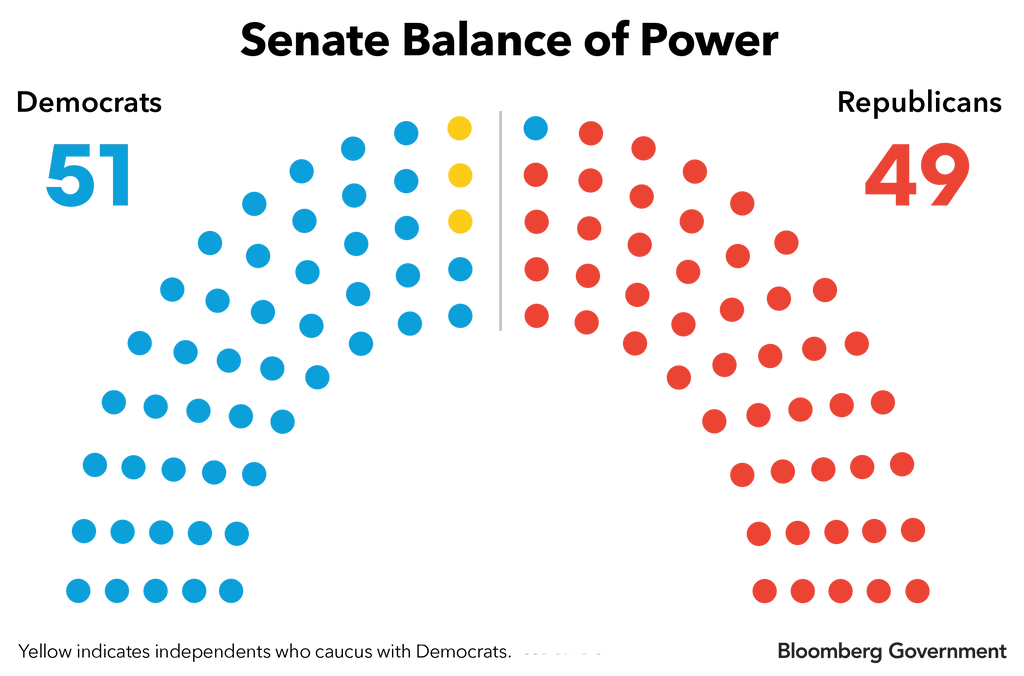 Senate Balance of Power
Democrats
51
Republicans
49
Yellow indicates independents who caucus with Democrats.
Bloomberg Government